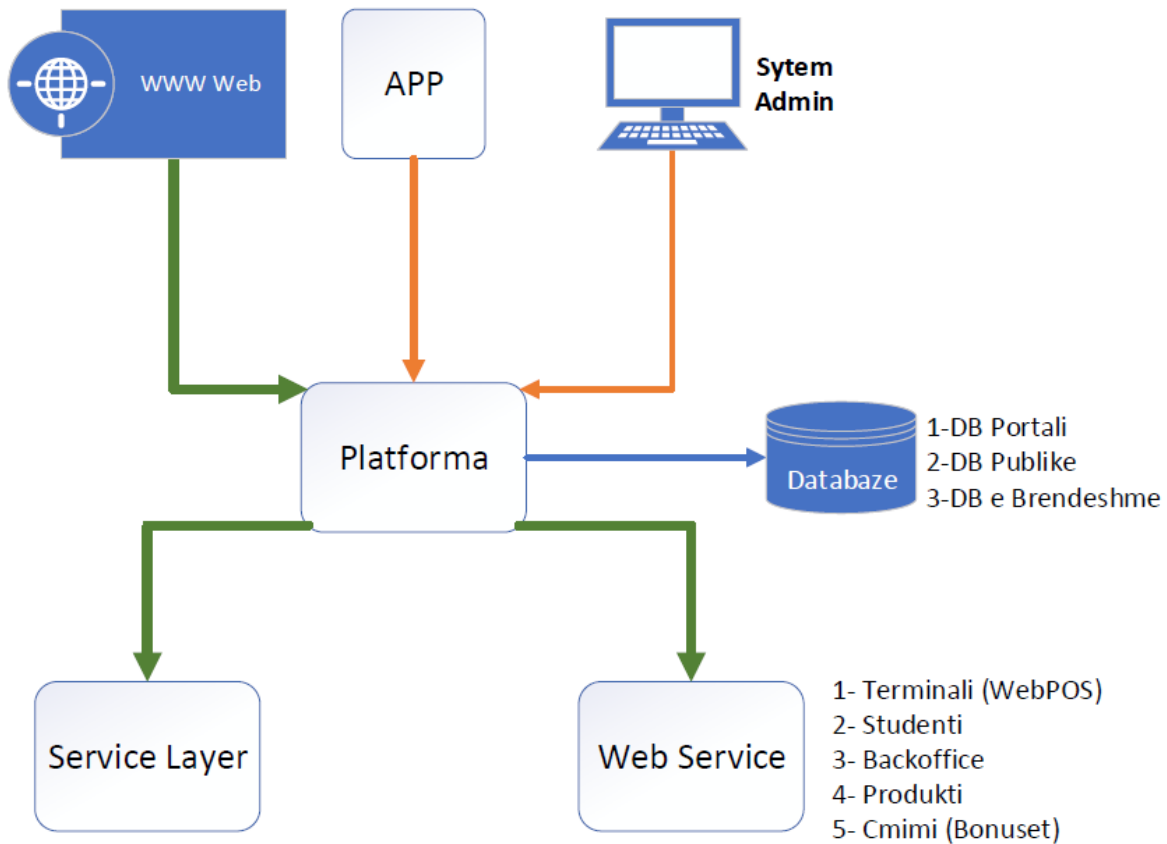 WWW Web
APP
Sytem
Admin
Platforma
Databaze
1-DB Portali
2-DB Publike
3-DB e Brendeshme
Service Layer
Web Service
1- Terminali (WebPOS)
2- Studenti
3- Backoffice
4- Produkti
5- Cmimi (Bonuset)